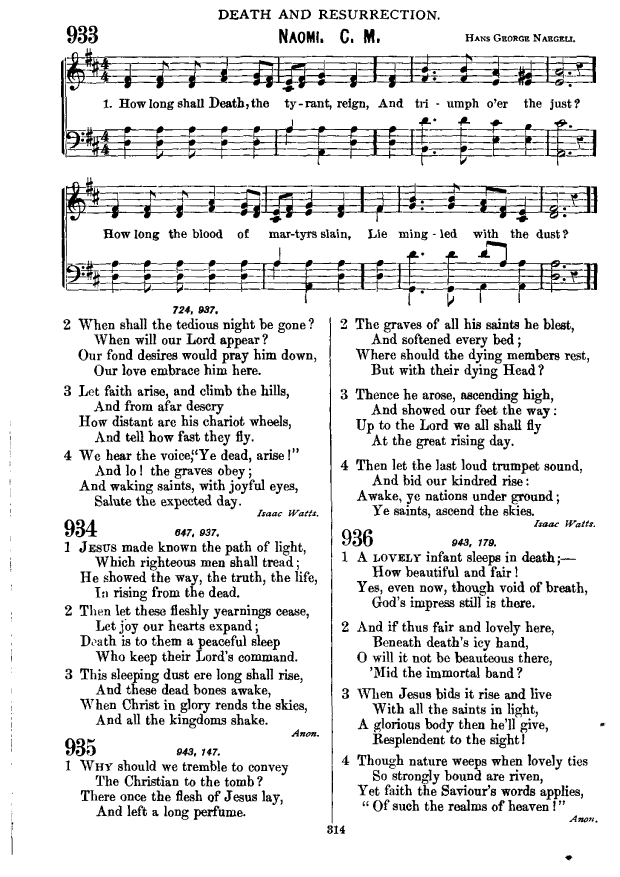 DEATH AND RESURRECTION.
933 NAOMI. C. M. HANS GEORGE NAEGELI.
1. How long shall Death, the ty-rant, reign, And tri - umph o'er the just?
How long the blood of mar-tyrs slain, Lie ming - led with the dust?
724, 937.
2 When shall the tedious night be gone?
When will our Lord appear?
Our fond desires would pray him down,
Our love embrace him here.
3 Let faith arise, and climb the hills,
And from afar descry
How distant are his chariot wheels,
And tell how fast they fly.
4 We hear the voice, "Ye dead, arise!"
And lo! the graves obey;
And waking saints, with joyful eyes,
Salute the expected day.
Isaac Watts.
934 647, 937.
1 JESUS made known the path of light,
Which righteous men shall tread;
He showed the way, the truth, the life,
In rising from the dead.
2 Then let these fleshly yearnings cease,
Let joy our hearts expand;
Death is to them a peaceful sleep
Who keep their Lord's command.
3 This sleeping dust ere long shall rise,
And these dead bones awake,
When Christ in glory rends the skies,
And all the kingdoms shake.
Anon.
935 943, 147.
1 WHY should we tremble to convey
The Christian to the tomb?
There once the flesh of Jesus lay,
And left a long perfume.
2 The graves of all his saints he blest,
And softened every bed;
Where should the dying members rest,
But with their dying Head?
3 Thence he arose, ascending high,
And showed our feet the way:
Up to the Lord we all shall fly
At the great rising day.
4 Then let the last loud trumpet sound,
And bid our kindred rise:
Awake, ye nations under ground;
Ye saints, ascend the skies.
Isaac Watts.
936 943, 179.
1 A LOVELY infant sleeps in death;—
How beautiful and fair!
Yes, even now, though void of breath,
God's impress still is there.
2 And if thus fair and lovely here,
Beneath death's icy hand,
O will it not be beauteous there,
'Mid the immortal band?
3 When Jesus bids it rise and live
With all the saints in light,
A glorious body then he'll give,
Resplendent to the sight!
4 Though nature weeps when lovely ties
So strongly bound are riven,
Yet faith the Saviour's words applies,
"Of such the realms of heaven!"
Anon.
314